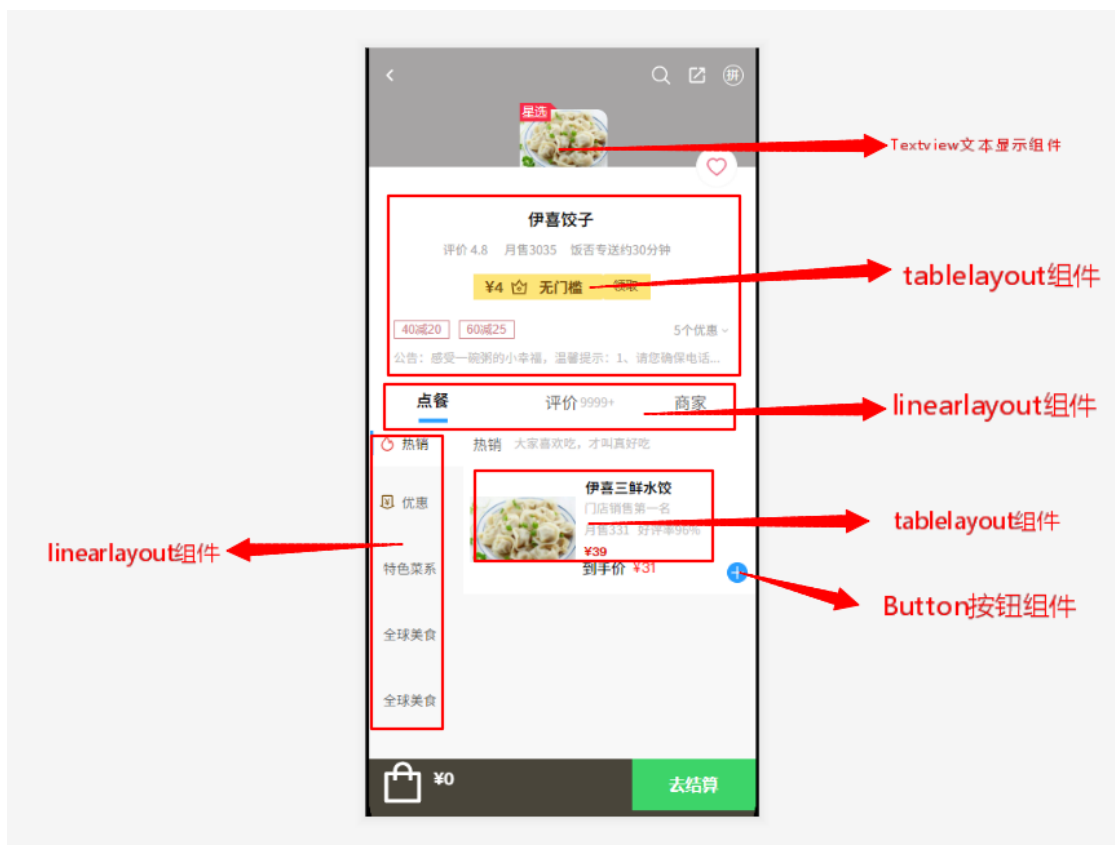 拼
星选
Textview文本显示组件
伊喜饺子
评价 4.8 月售3035 饭否专送约30分钟
¥4 无门槛 领取
tablelayout组件
40减20 60减25 5个优惠
公告：感受一碗粥的小幸福，温馨提示：1、请您确保电话...
点餐 评价 9999+ 商家
linearlayout组件
热销
热销 大家喜欢吃，才叫真好吃
伊喜三鲜水饺
优惠
门店销售第一名
tablelayout组件
月售331 好评率96%
¥39
linearlayout组件
特色菜系
到手价 ¥31
Button按钮组件
全球美食
全球美食
¥0
去结算